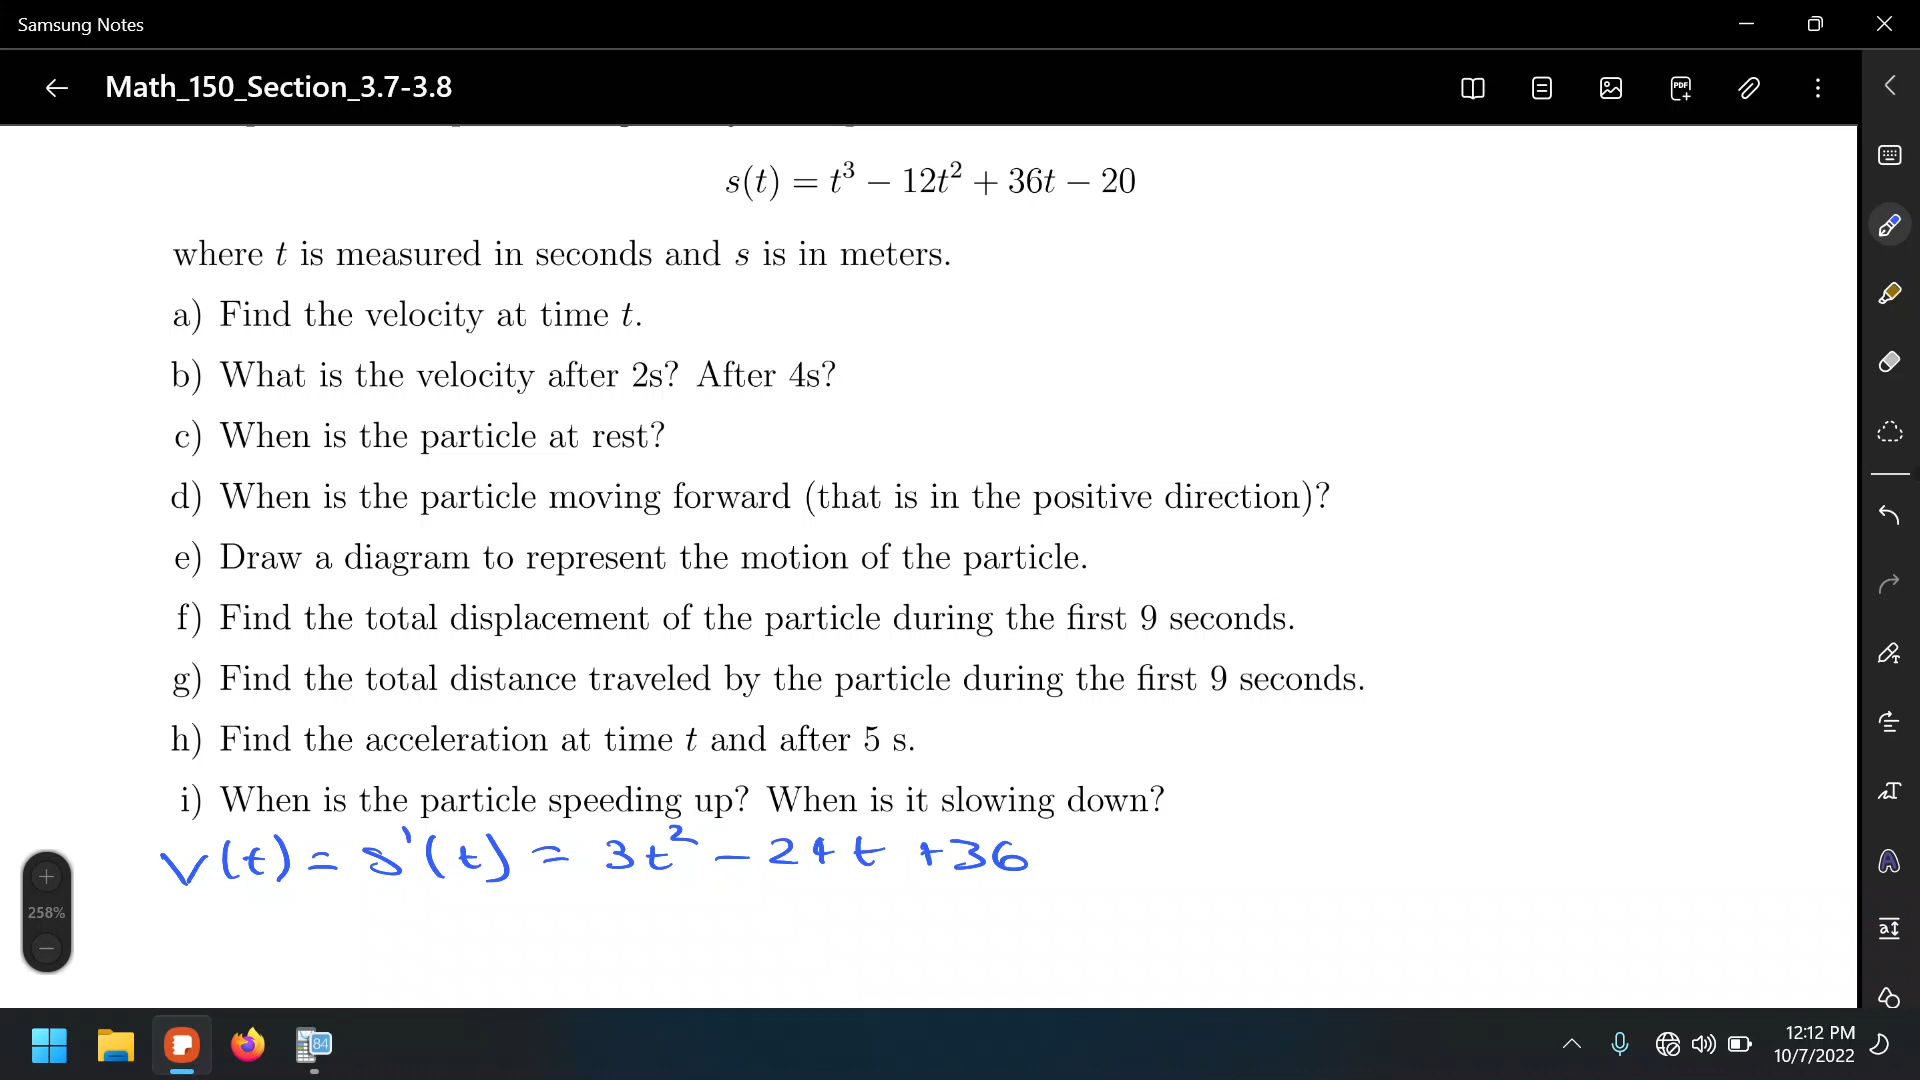 Samsung Notes
Math_150_Section_3.7-3.8
s(t) = t³ − 12t² + 36t − 20
where t is measured in seconds and s is in meters.
a) Find the velocity at time t.
b) What is the velocity after 2s? After 4s?
c) When is the particle at rest?
d) When is the particle moving forward (that is in the positive direction)?
e) Draw a diagram to represent the motion of the particle.
f) Find the total displacement of the particle during the first 9 seconds.
g) Find the total distance traveled by the particle during the first 9 seconds.
h) Find the acceleration at time t and after 5 s.
i) When is the particle speeding up? When is it slowing down?
v(t) = s'(t) = 3t² − 24t + 36
258%
PDF
84
12:12 PM
10/7/2022